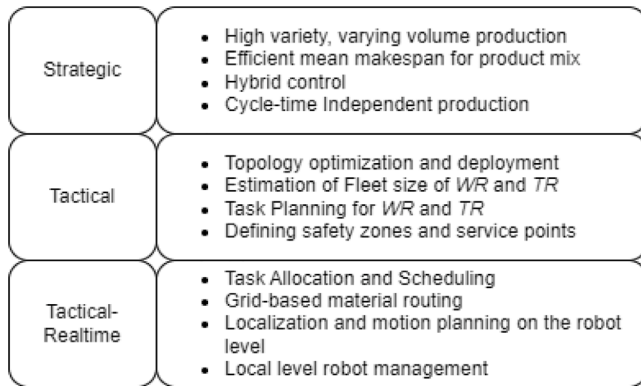 Strategic
• High variety, varying volume production
• Efficient mean makespan for product mix
• Hybrid control
• Cycle-time Independent production
Tactical
• Topology optimization and deployment
• Estimation of Fleet size of WR and TR
• Task Planning for WR and TR
• Defining safety zones and service points
Tactical-
Realtime
• Task Allocation and Scheduling
• Grid-based material routing
• Localization and motion planning on the robot
level
• Local level robot management